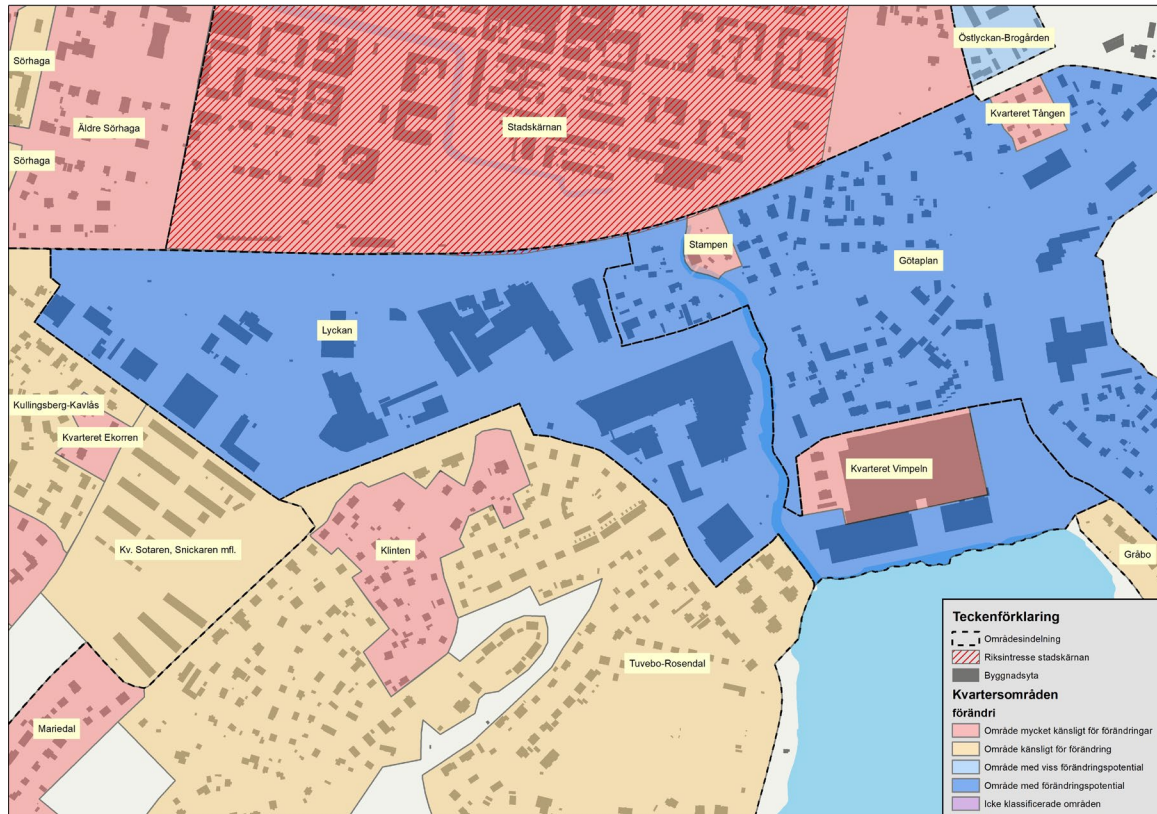 Östlyckan-Brogården
Sörhaga
Kvarteret Tången
Äldre Sörhaga
Stadskärnan
Sörhaga
Stampen
Götaplan
Lyckan
Kullingsberg-Kavlås
Kvarteret Ekorren
Kvarteret Vimpeln
Kv. Sotaren, Snickaren mfl.
Klinten
Gråbo
Tuvebo-Rosendal
Mariedal
Teckenförklaring
Områdesindelning
Riksintresse stadskärnan
Byggnadsyta
Kvartersområden
förändri
Område mycket känsligt för förändringar
Område känsligt för förändring
Område med viss förändringspotential
Område med förändringspotential
Icke klassificerade områden